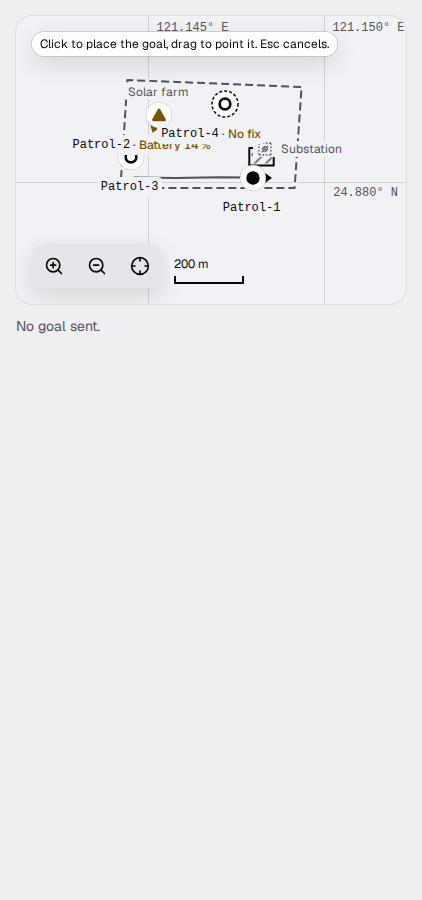 121.145° E
121.150° E
Click to place the goal, drag to point it. Esc cancels.
Solar farm
Patrol-4 · No fix
Patrol-2 · Battery 14 %
Substation
Patrol-3
24.880° N
Patrol-1
200 m
No goal sent.